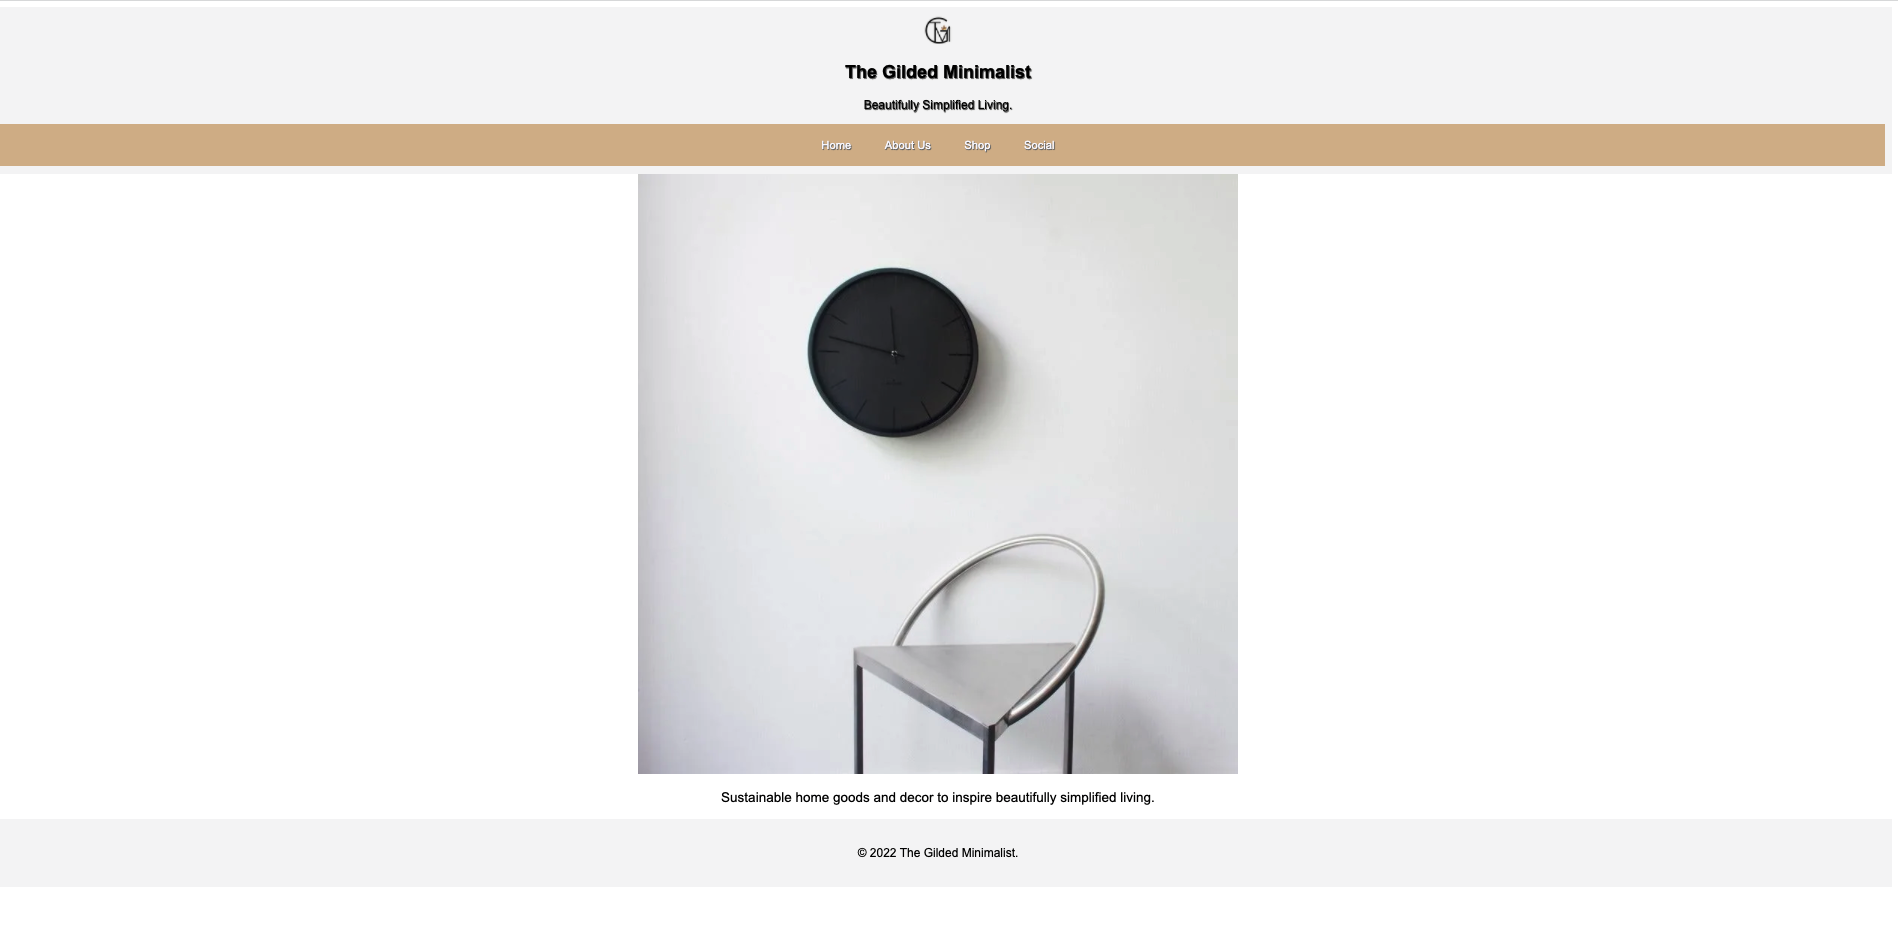 TGM
The Gilded Minimalist
Beautifully Simplified Living.
Home About Us Shop Social
Sustainable home goods and decor to inspire beautifully simplified living.
© 2022 The Gilded Minimalist.